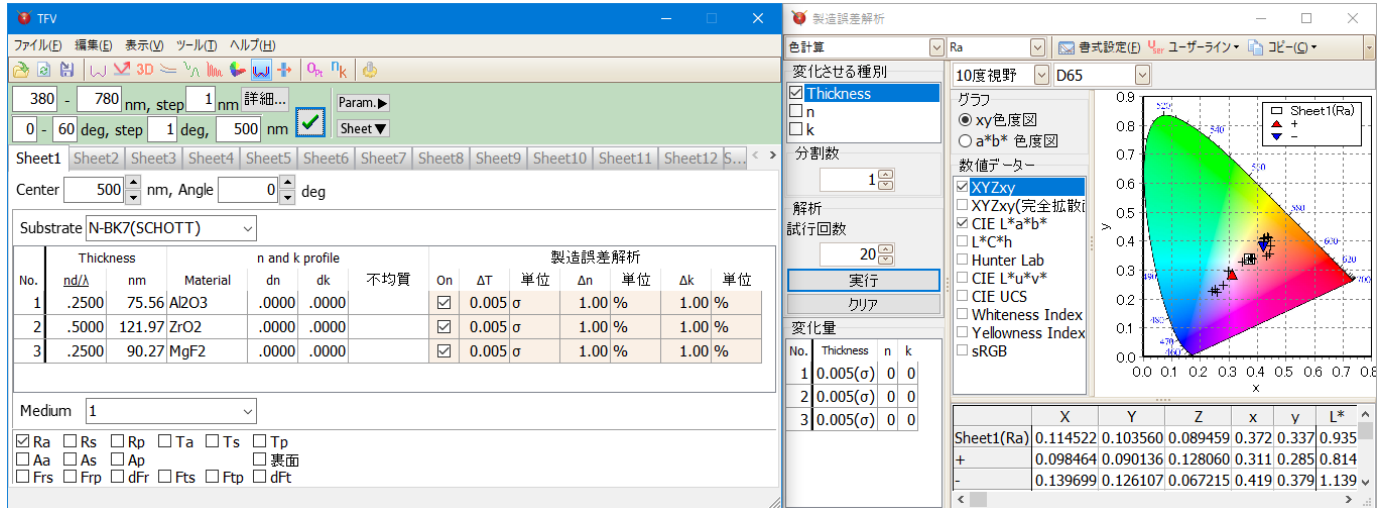 TFV
ファイル(F) 編集(E) 表示(V) ツール(T) ヘルプ(H)
3D OPt nk
380 - 780 nm, step 1 nm 詳細... Param.▶
0 - 60 deg, step 1 deg, 500 nm Sheet▼
Sheet1 Sheet2 Sheet3 Sheet4 Sheet5 Sheet6 Sheet7 Sheet8 Sheet9 Sheet10 Sheet11 Sheet12 S...
Center 500 nm, Angle 0 deg
Substrate N-BK7(SCHOTT)
Thickness n and k profile 製造誤差解析
No. nd/λ nm Material dn dk 不均質 On ΔT 単位 Δn 単位 Δk 単位
1 .2500 75.56 Al2O3 .0000 .0000 0.005 σ 1.00 % 1.00 %
2 .5000 121.97 ZrO2 .0000 .0000 0.005 σ 1.00 % 1.00 %
3 .2500 90.27 MgF2 .0000 .0000 0.005 σ 1.00 % 1.00 %
Medium 1
Ra Rs Rp Ta Ts Tp
Aa As Ap 裏面
Frs Frp dFr Fts Ftp dFt
製造誤差解析
色計算 Ra 書式設定(F) User ユーザーライン コピー(C)
変化させる種別
Thickness
n
k
分割数
1
解析
試行回数
20
実行
クリア
変化量
No. Thickness n k
1 0.005(σ) 0 0
2 0.005(σ) 0 0
3 0.005(σ) 0 0
10度視野 D65
グラフ
xy色度図
a*b* 色度図
数値データー
XYZxy
XYZxy(完全拡散
CIE L*a*b*
L*C*h
Hunter Lab
CIE L*u*v*
CIE UCS
Whiteness Index
Yellowness Index
sRGB
Sheet1(Ra)
+
-
y
0.9
0.8
0.7
0.6
0.5
0.4
0.3
0.2
0.1
0.0
0.0 0.1 0.2 0.3 0.4 0.5 0.6 0.7 0.8
x
X Y Z x y L*
Sheet1(Ra) 0.114522 0.103560 0.089459 0.372 0.337 0.935
+ 0.098464 0.090136 0.128060 0.311 0.285 0.814
- 0.139699 0.126107 0.067215 0.419 0.379 1.139